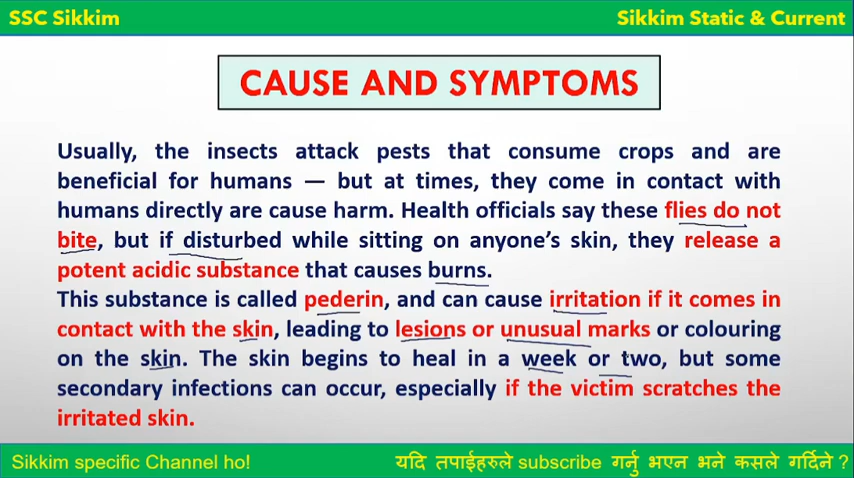 SSC Sikkim
Sikkim Static & Current
CAUSE AND SYMPTOMS
Usually, the insects attack pests that consume crops and are
beneficial for humans — but at times, they come in contact with
humans directly are cause harm. Health officials say these flies do not
bite, but if disturbed while sitting on anyone's skin, they release a
potent acidic substance that causes burns.
This substance is called pederin, and can cause irritation if it comes in
contact with the skin, leading to lesions or unusual marks or colouring
on the skin. The skin begins to heal in a week or two, but some
secondary infections can occur, especially if the victim scratches the
irritated skin.
Sikkim specific Channel ho!
यदि तपाईहरुले subscribe गर्नु भएन भने कसले गर्दिने ?